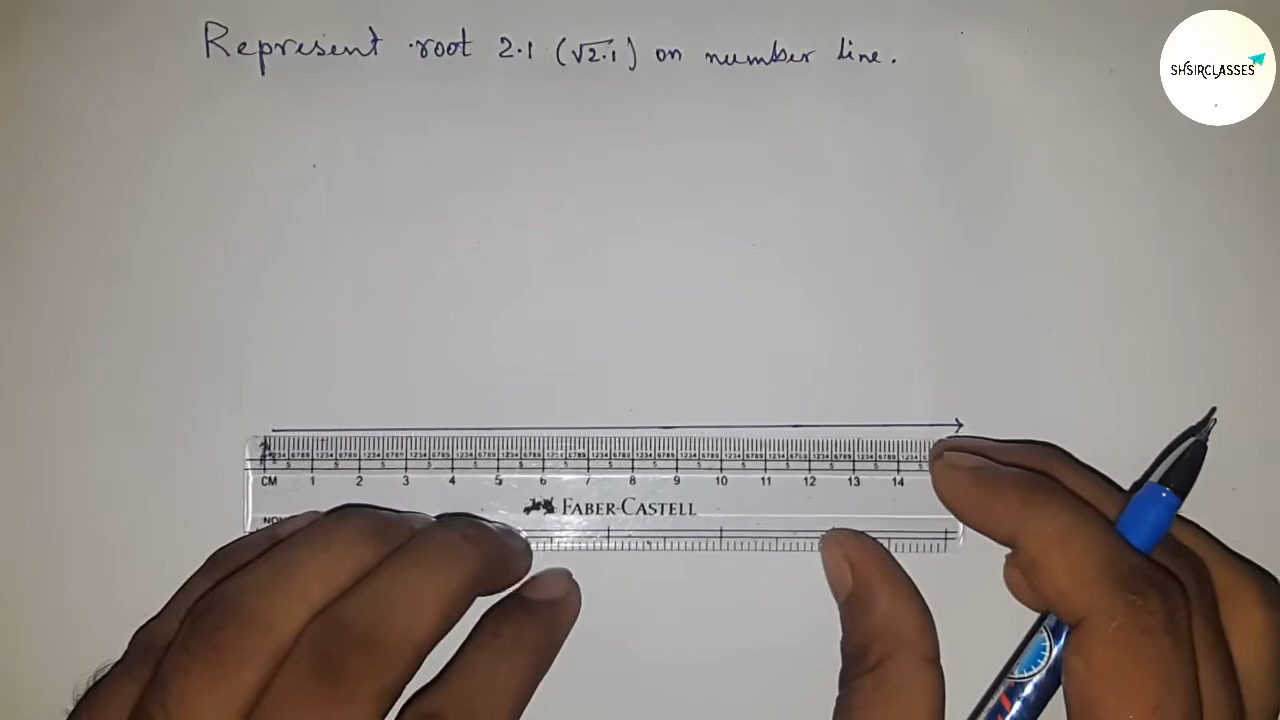 Represent root 2.1 (√2.1) on number line.
SHSIRCLASSES
CM 1 2 3 4 5 6 7 8 9 10 11 12 13 14
FABER-CASTELL